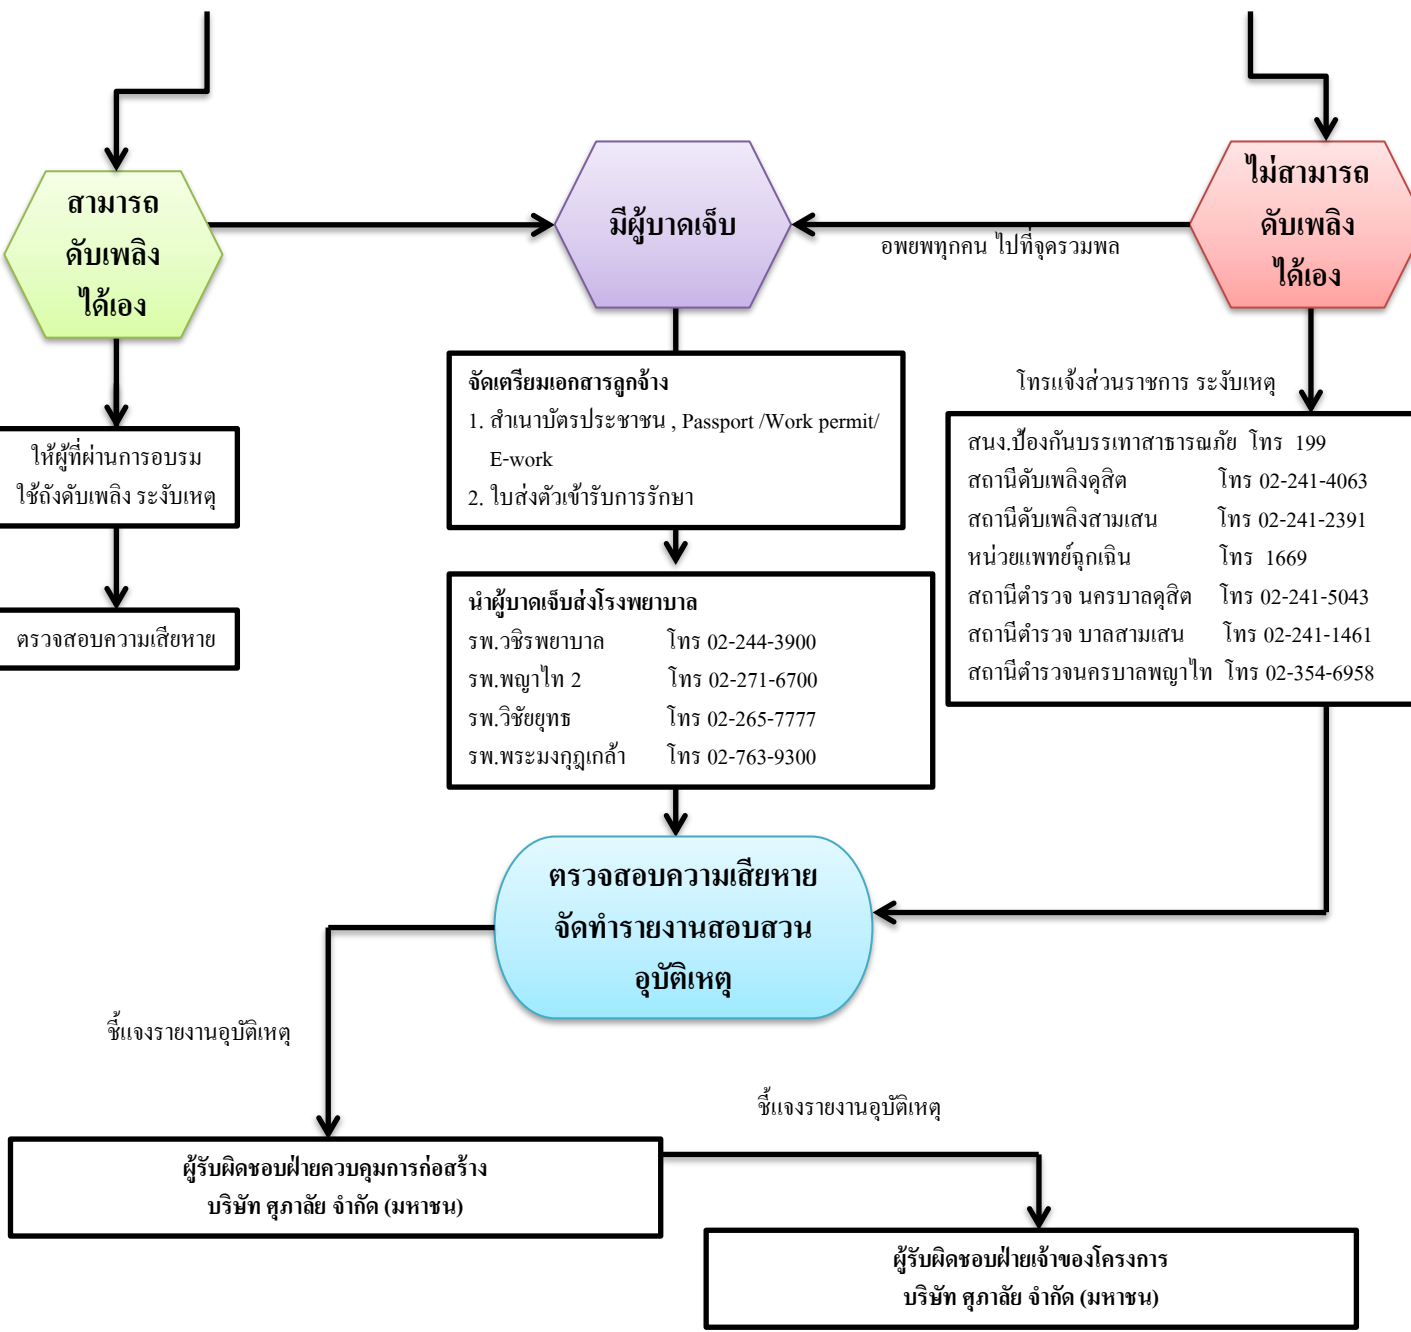 สามารถ
ดับเพลิง
ได้เอง
มีผู้บาดเจ็บ
อพยพทุกคน ไปที่จุดรวมพล
ไม่สามารถ
ดับเพลิง
ได้เอง
ให้ผู้ที่ผ่านการอบรม
ใช้ถังดับเพลิง ระงับเหตุ
ตรวจสอบความเสียหาย
จัดเตรียมเอกสารลูกจ้าง
1. สำเนาบัตรประชาชน , Passport /Work permit/
E-work
2. ใบส่งตัวเข้ารับการรักษา
นำผู้บาดเจ็บส่งโรงพยาบาล
รพ.วชิรพยาบาล โทร 02-244-3900
รพ.พญาไท 2 โทร 02-271-6700
รพ.วิชัยยุทธ โทร 02-265-7777
รพ.พระมงกุฎเกล้า โทร 02-763-9300
โทรแจ้งส่วนราชการ ระงับเหตุ
สนง.ป้องกันบรรเทาสาธารณภัย โทร 199
สถานีดับเพลิงดุสิต โทร 02-241-4063
สถานีดับเพลิงสามเสน โทร 02-241-2391
หน่วยแพทย์ฉุกเฉิน โทร 1669
สถานีตำรวจ นครบาลดุสิต โทร 02-241-5043
สถานีตำรวจ บาลสามเสน โทร 02-241-1461
สถานีตำรวจนครบาลพญาไท โทร 02-354-6958
ตรวจสอบความเสียหาย
จัดทำรายงานสอบสวน
อุบัติเหตุ
ชี้แจงรายงานอุบัติเหตุ
ชี้แจงรายงานอุบัติเหตุ
ผู้รับผิดชอบฝ่ายควบคุมการก่อสร้าง
บริษัท ศุภาลัย จำกัด (มหาชน)
ผู้รับผิดชอบฝ่ายเจ้าของโครงการ
บริษัท ศุภาลัย จำกัด (มหาชน)